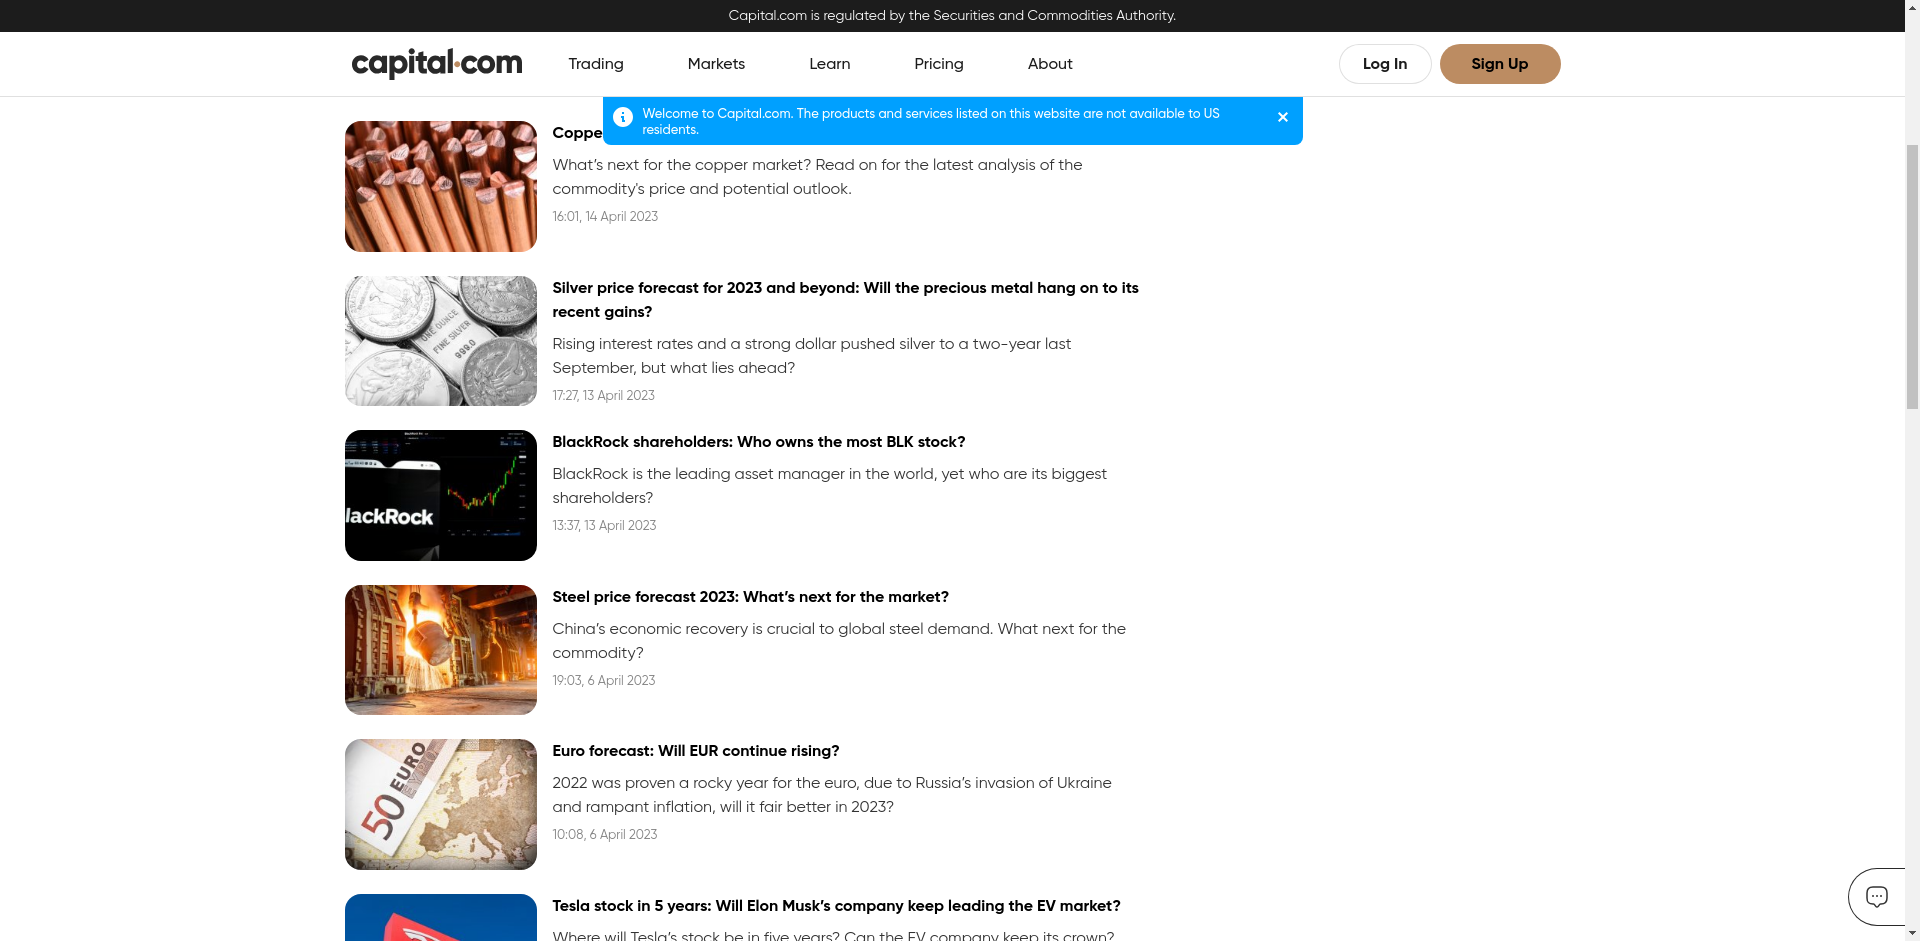 Capital.com is regulated by the Securities and Commodities Authority.
capital.com
Trading
Markets
Learn
Pricing
About
Log In
Sign Up
Welcome to Capital.com. The products and services listed on this website are not available to US
residents.
What’s next for the copper market? Read on for the latest analysis of the
commodity's price and potential outlook.
16:01, 14 April 2023
ONE OUNCE
FINE SILVER
999.0
Silver price forecast for 2023 and beyond: Will the precious metal hang on to its
recent gains?
Rising interest rates and a strong dollar pushed silver to a two-year last
September, but what lies ahead?
17:27, 13 April 2023
lackRock
BlackRock shareholders: Who owns the most BLK stock?
BlackRock is the leading asset manager in the world, yet who are its biggest
shareholders?
13:37, 13 April 2023
Steel price forecast 2023: What’s next for the market?
China’s economic recovery is crucial to global steel demand. What next for the
commodity?
19:03, 6 April 2023
50 EURO
Euro forecast: Will EUR continue rising?
2022 was proven a rocky year for the euro, due to Russia’s invasion of Ukraine
and rampant inflation, will it fair better in 2023?
10:08, 6 April 2023
Tesla stock in 5 years: Will Elon Musk’s company keep leading the EV market?
Where will Tesla’s stock be in five years? Can the EV company keep its crown?